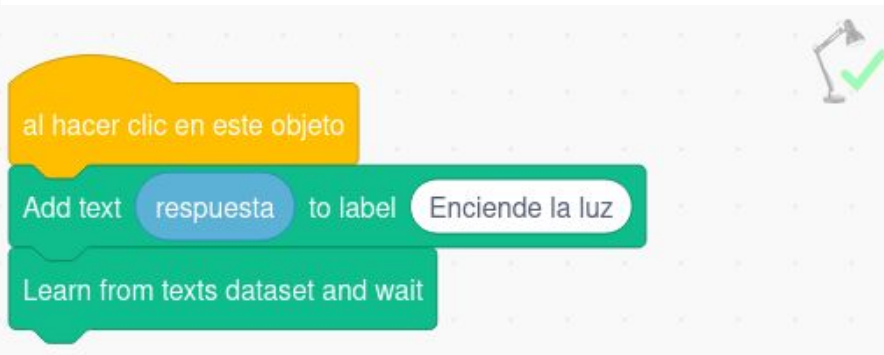 al hacer clic en este objeto
Add text respuesta to label Enciende la luz
Learn from texts dataset and wait